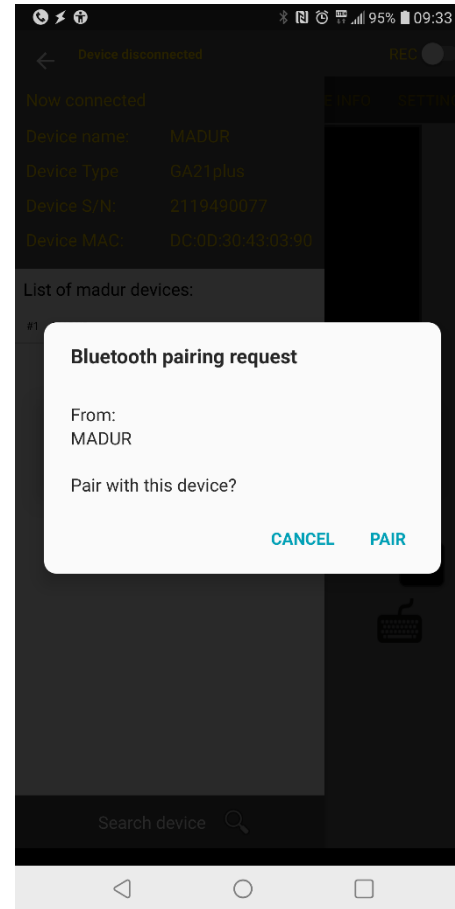 95% 09:33
Device disconnected REC
Now connected
E INFO SETTIN
Device name: MADUR
Device Type GA21plus
Device S/N: 2119490077
Device MAC: DC:0D:30:43:03:90
List of madur devices:
#1
Bluetooth pairing request
From:
MADUR
Pair with this device?
CANCEL PAIR
Search device